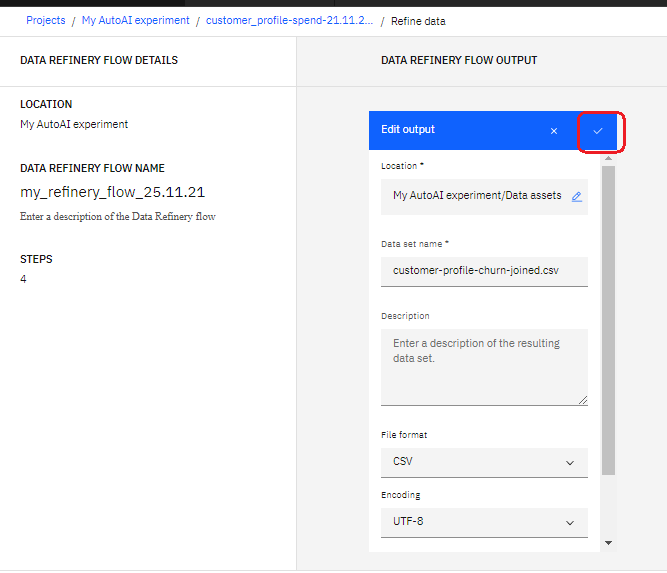 Projects / My AutoAI experiment / customer_profile-spend-21.11.2... / Refine data
DATA REFINERY FLOW DETAILS
LOCATION
My AutoAI experiment
DATA REFINERY FLOW NAME
my_refinery_flow_25.11.21
Enter a description of the Data Refinery flow
STEPS
4
DATA REFINERY FLOW OUTPUT
Edit output
Location *
My AutoAI experiment/Data assets
Data set name *
customer-profile-churn-joined.csv
Description
Enter a description of the resulting
data set.
File format
CSV
Encoding
UTF-8